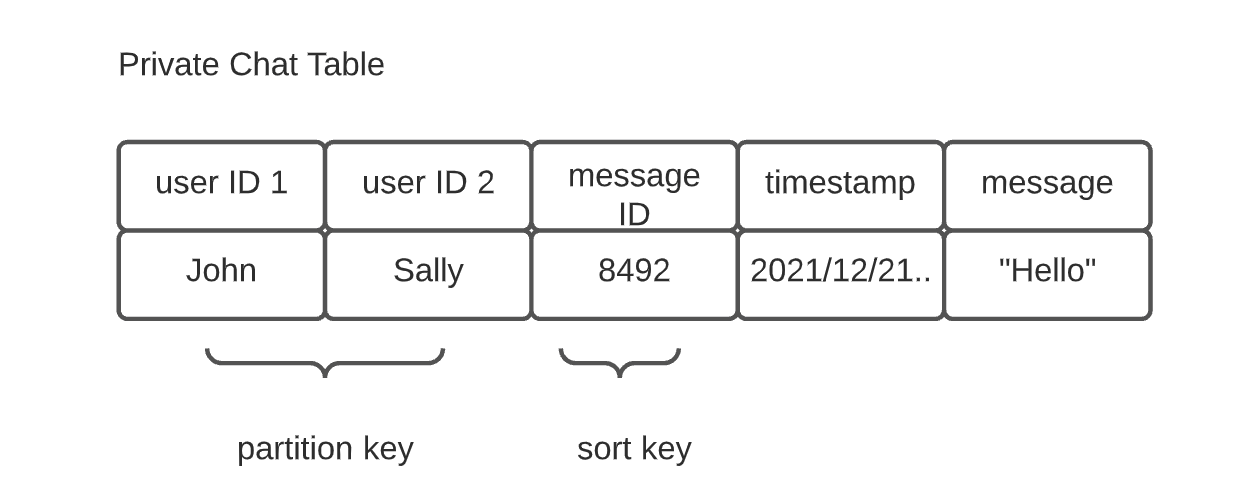 Private Chat Table
user ID 1
user ID 2
message
ID
timestamp
message
John
Sally
8492
2021/12/21..
"Hello"
partition key
sort key